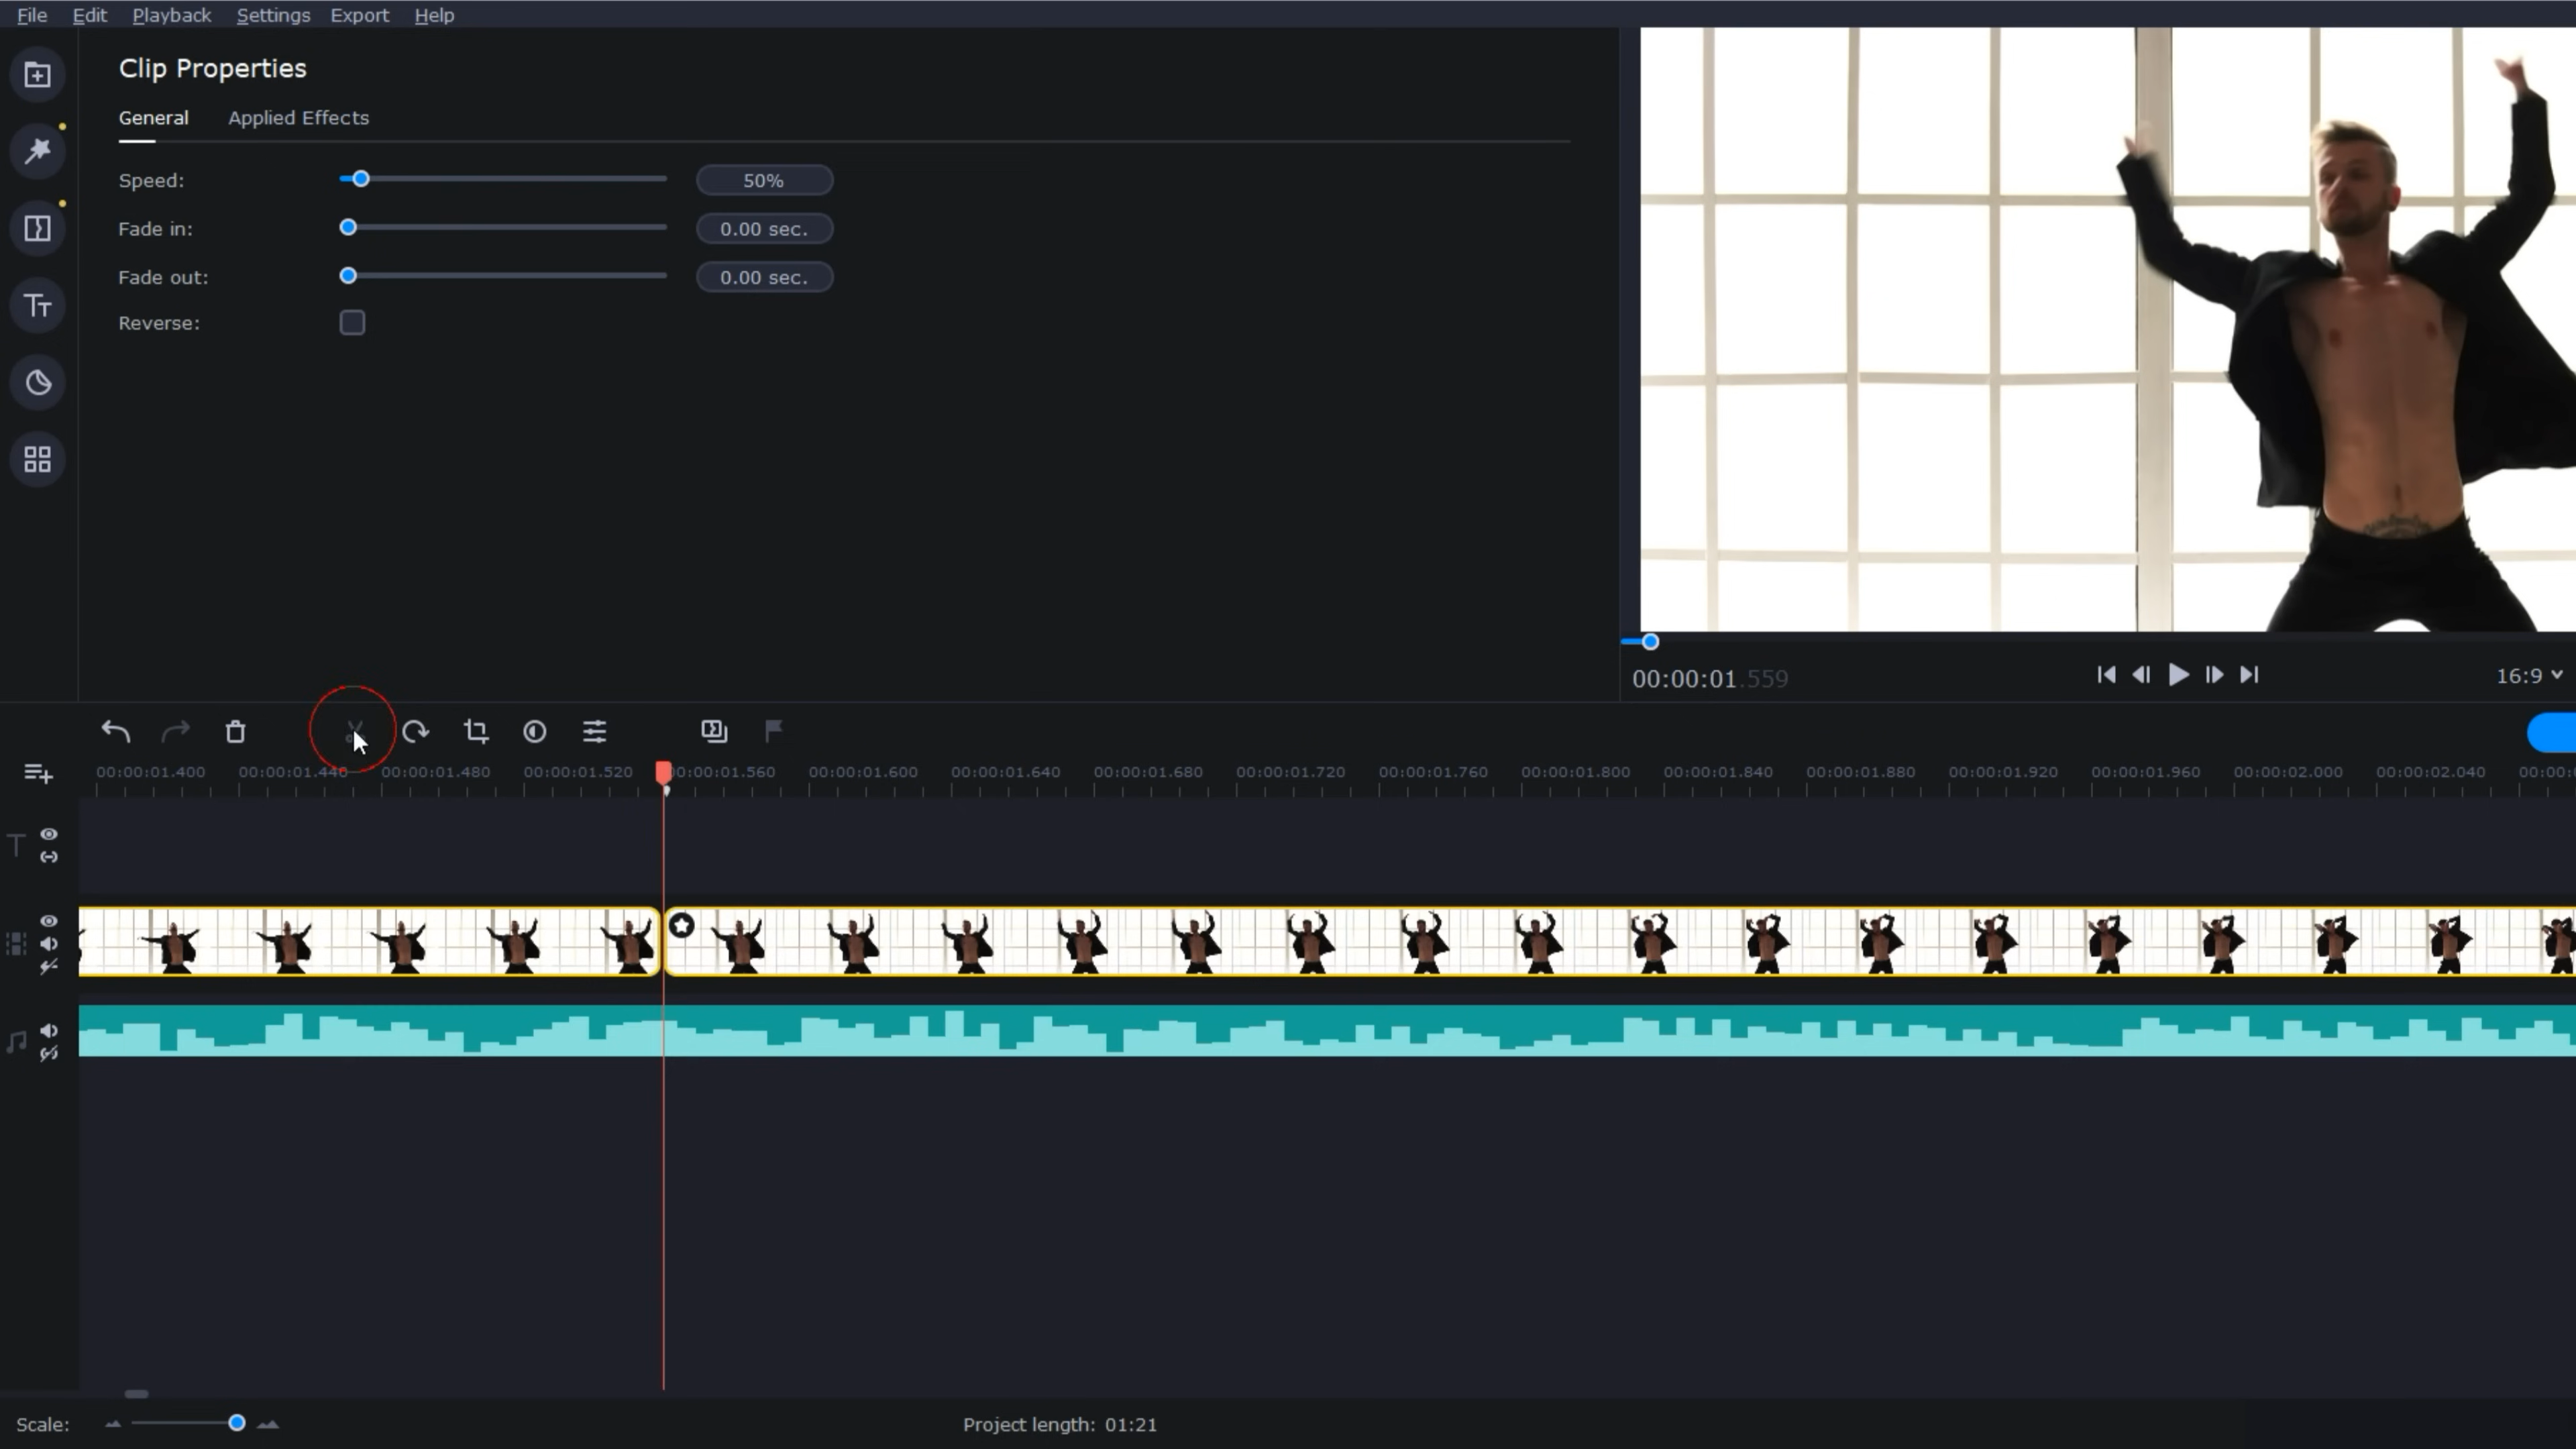 File Edit Playback Settings Export Help
Clip Properties
General Applied Effects
Speed: 50%
Fade in: 0.00 sec.
Fade out: 0.00 sec.
Reverse:
00:00:01.559 16:9
00:00:01.400 00:00:01.440 00:00:01.480 00:00:01.520 00:00:01.560 00:00:01.600 00:00:01.640 00:00:01.680 00:00:01.720 00:00:01.760 00:00:01.800 00:00:01.840 00:00:01.880 00:00:01.920 00:00:01.960 00:00:02.000 00:00:02.040
Scale: Project length: 01:21